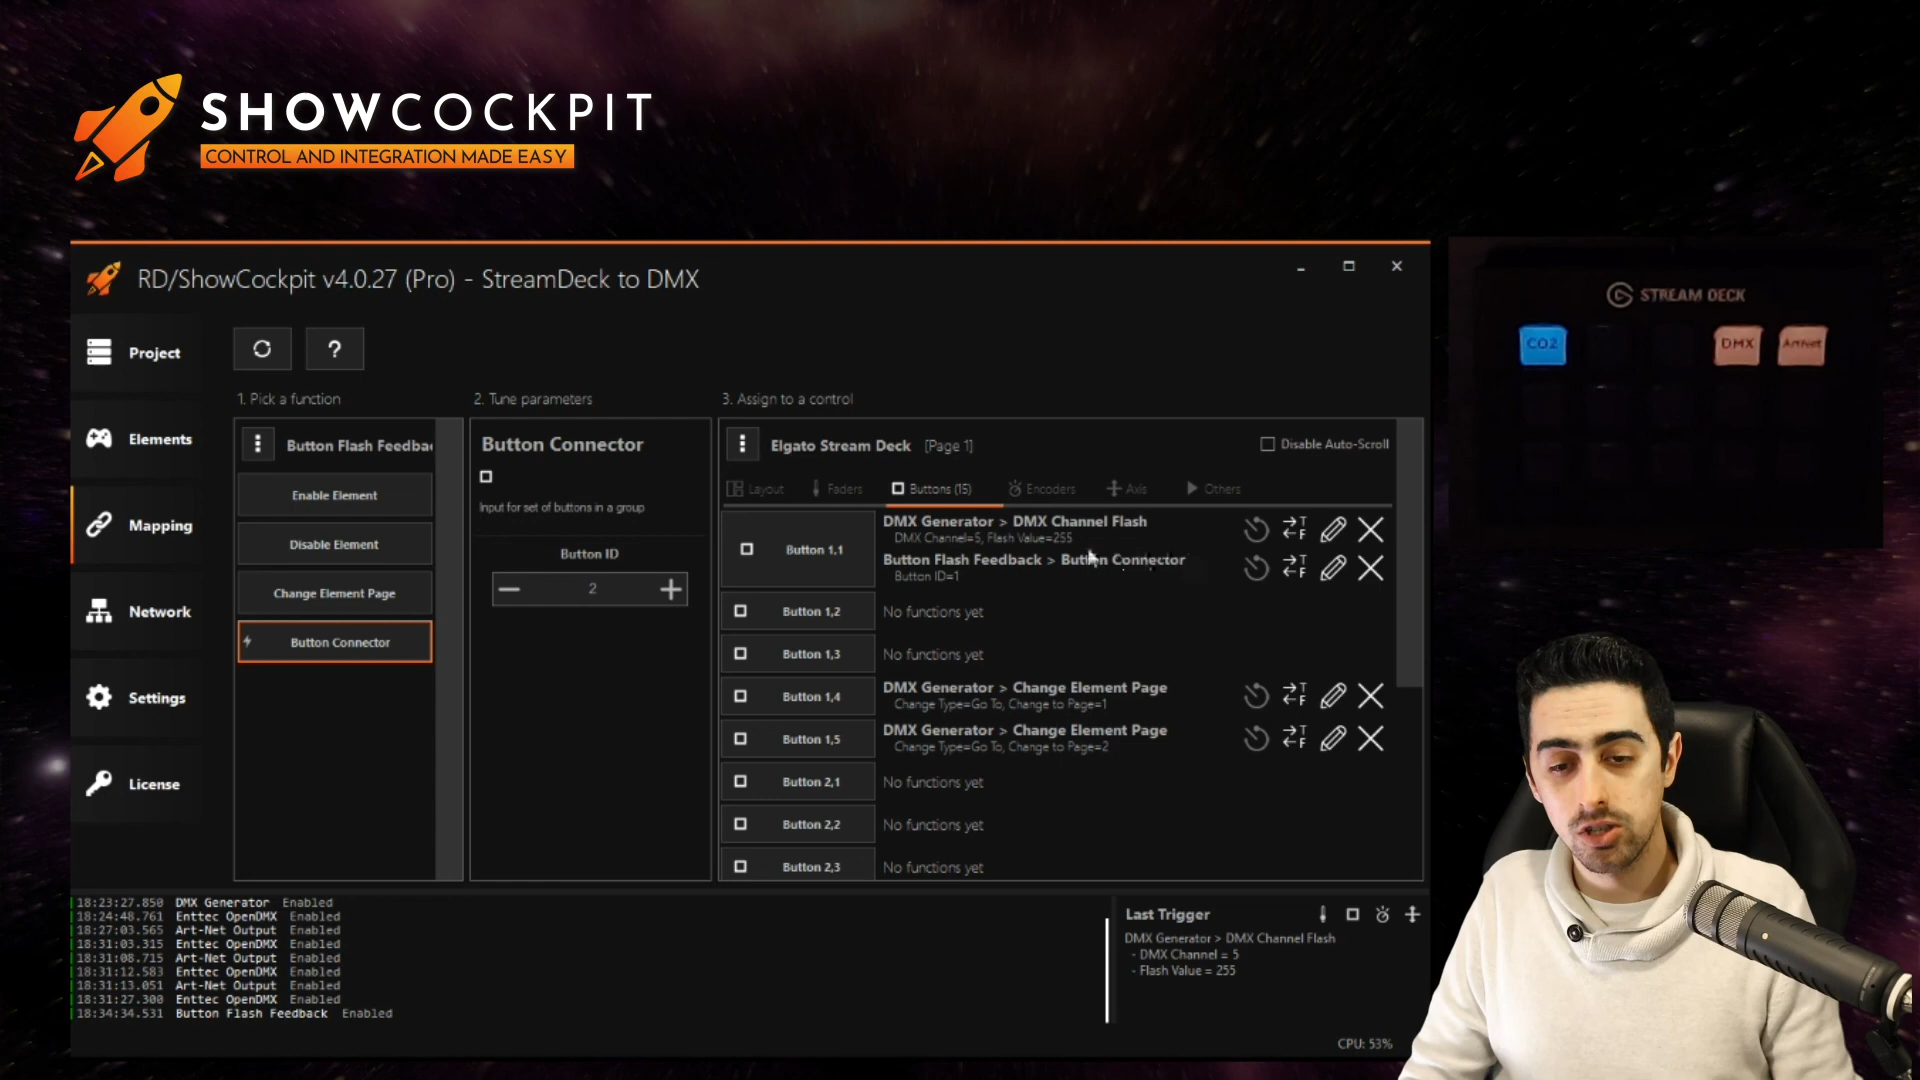 SHOWCOCKPIT
CONTROL AND INTEGRATION MADE EASY
RD/ShowCockpit v4.0.27 (Pro) - StreamDeck to DMX
STREAM DECK
CO2
DMX
ArtNet
Project
Elements
Mapping
Network
Settings
License
?
1. Pick a function
2. Tune parameters
3. Assign to a control
Button Flash Feedba
Enable Element
Disable Element
Change Element Page
Button Connector
Button Connector
Input for set of buttons in a group
Button ID
2
Elgato Stream Deck [Page 1]
Disable Auto-Scroll
Layout
Faders
Buttons (15)
Encoders
Axis
Others
Button 1,1
DMX Generator > DMX Channel Flash
DMX Channel=5, Flash Value=255
Button Flash Feedback > Button Connector
Button ID=1
Button 1,2
No functions yet
Button 1,3
No functions yet
Button 1,4
DMX Generator > Change Element Page
Change Type=Go To, Change to Page=1
Button 1,5
DMX Generator > Change Element Page
Change Type=Go To, Change to Page=2
Button 2,1
No functions yet
Button 2,2
No functions yet
Button 2,3
No functions yet
18:23:27.850 DMX Generator Enabled
18:24:48.761 Enttec OpenDMX Enabled
18:27:03.565 Art-Net Output Enabled
18:31:03.315 Enttec OpenDMX Enabled
18:31:08.715 Art-Net Output Enabled
18:31:12.583 Enttec OpenDMX Enabled
18:31:13.051 Art-Net Output Enabled
18:31:27.300 Enttec OpenDMX Enabled
18:34:34.531 Button Flash Feedback Enabled
Last Trigger
DMX Generator > DMX Channel Flash
- DMX Channel = 5
- Flash Value = 255
CPU: 53%